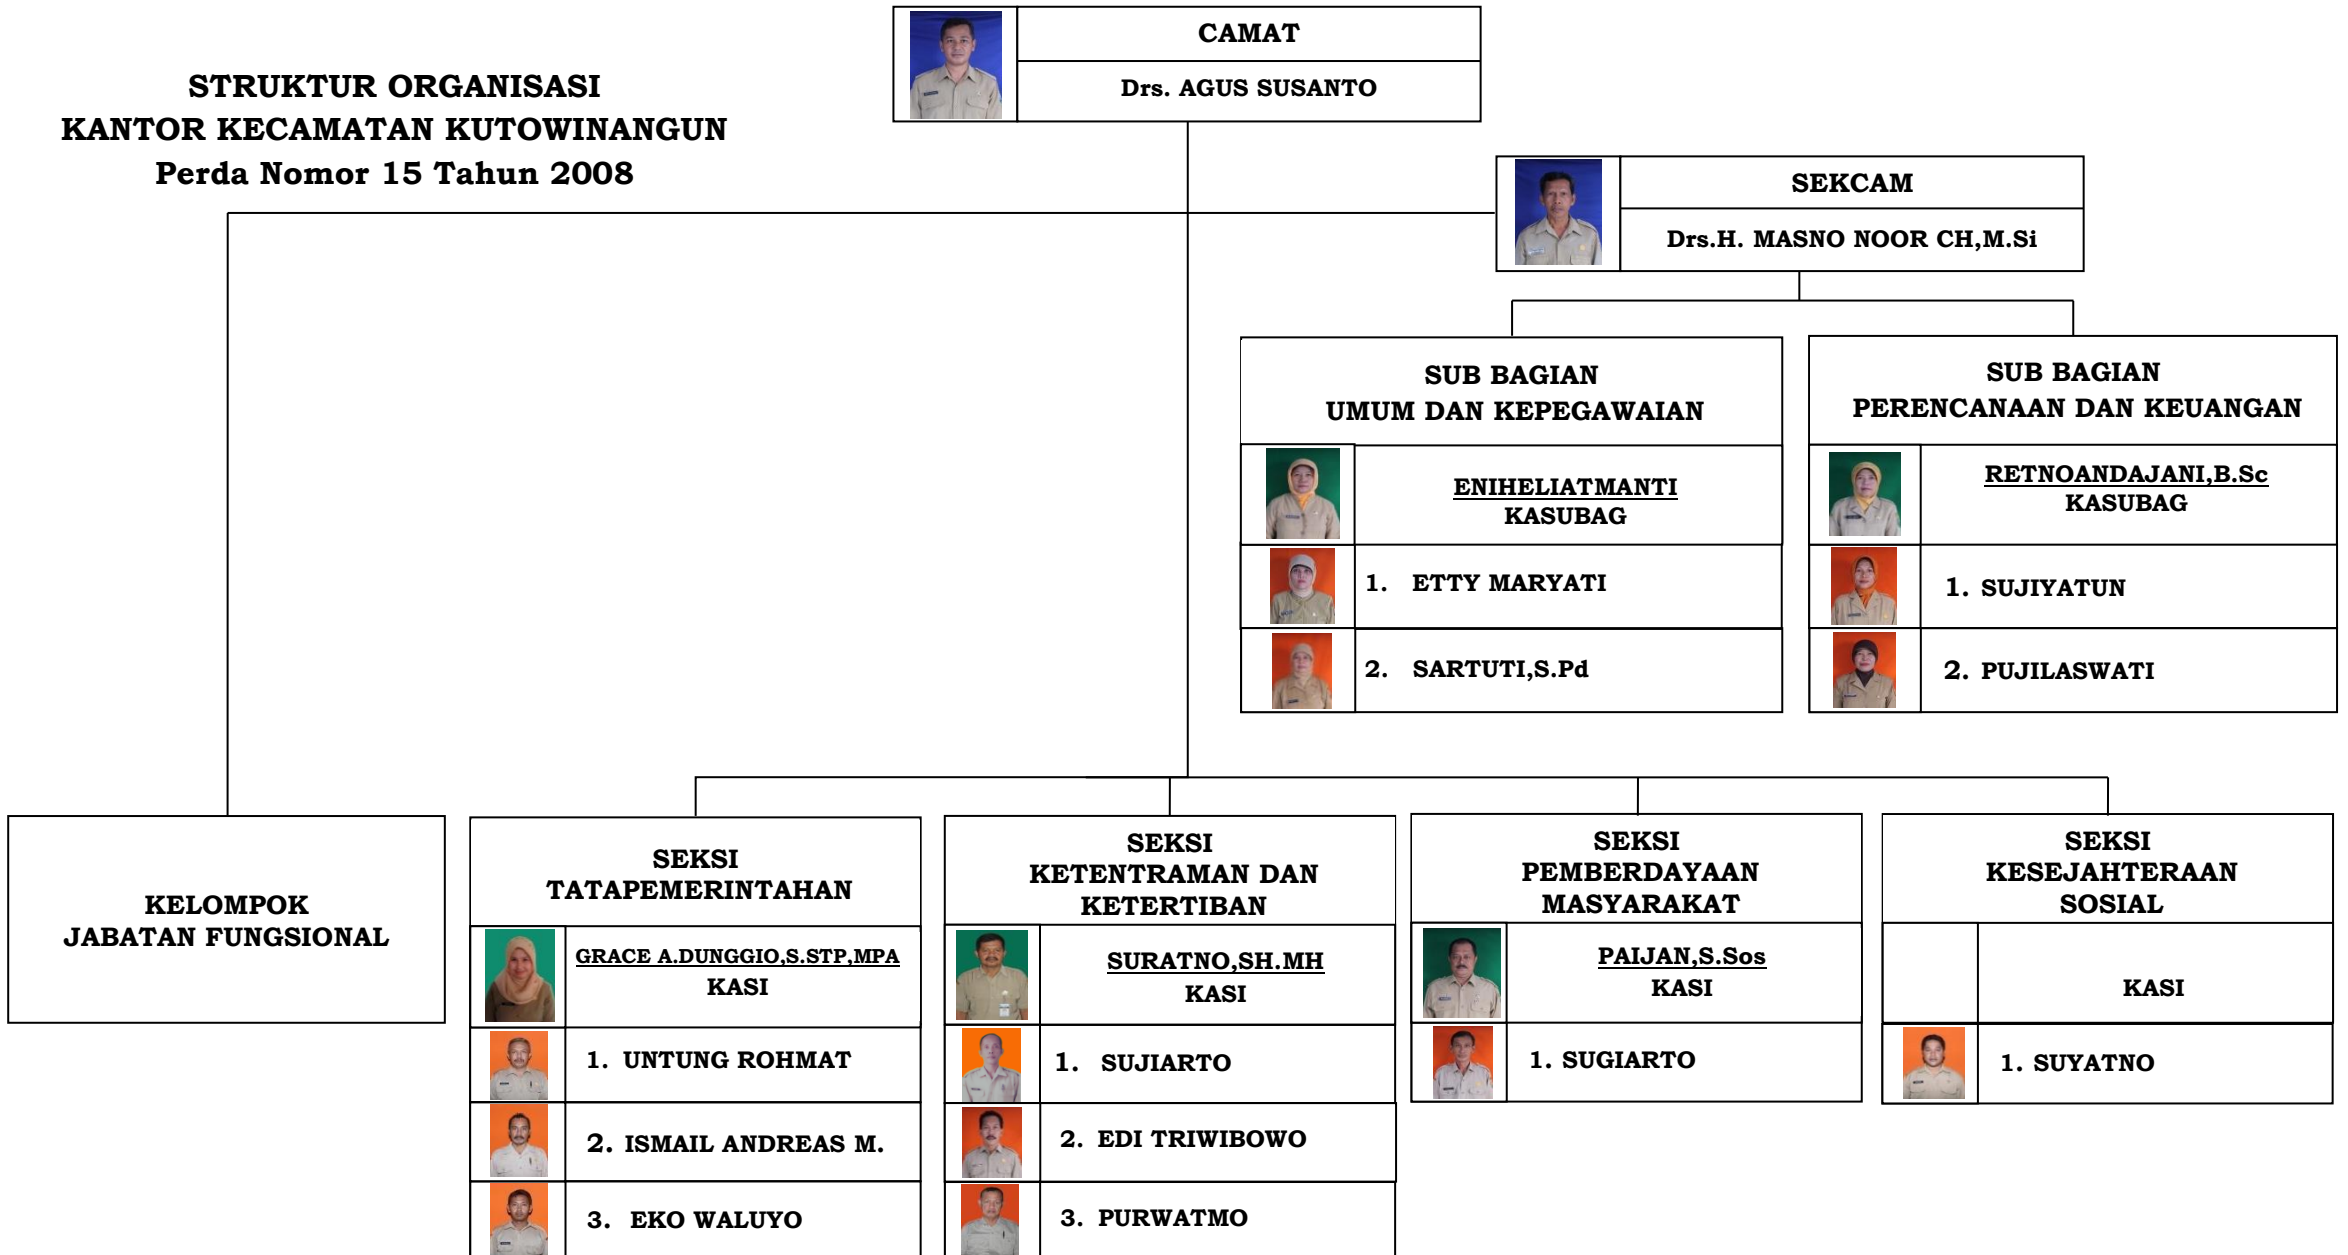 CAMAT
Drs. AGUS SUSANTO
STRUKTUR ORGANISASI
KANTOR KECAMATAN KUTOWINANGUN
Perda Nomor 15 Tahun 2008
SEKCAM
Drs.H. MASNO NOOR CH,M.Si
SUB BAGIAN
UMUM DAN KEPEGAWAIAN
ENIHELIATMANTI
KASUBAG
1. ETTY MARYATI
2. SARTUTI,S.Pd
SUB BAGIAN
PERENCANAAN DAN KEUANGAN
RETNOANDAJANI,B.Sc
KASUBAG
1. SUJIYATUN
2. PUJILASWATI
KELOMPOK
JABATAN FUNGSIONAL
SEKSI
TATAPEMERINTAHAN
GRACE A.DUNGGIO,S.STP,MPA
KASI
1. UNTUNG ROHMAT
2. ISMAIL ANDREAS M.
3. EKO WALUYO
SEKSI
KETENTRAMAN DAN
KETERTIBAN
SURATNO,SH.MH
KASI
1. SUJIARTO
2. EDI TRIWIBOWO
3. PURWATMO
SEKSI
PEMBERDAYAAN
MASYARAKAT
PAIJAN,S.Sos
KASI
1. SUGIARTO
SEKSI
KESEJAHTERAAN
SOSIAL
KASI
1. SUYATNO